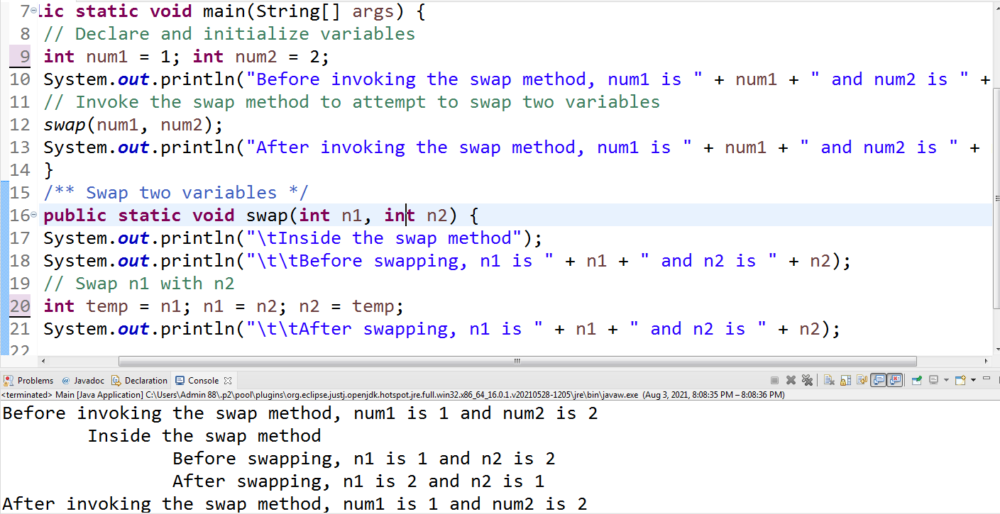 7 lic static void main(String[] args) {
8 // Declare and initialize variables
9 int num1 = 1; int num2 = 2;
10 System.out.println("Before invoking the swap method, num1 is " + num1 + " and num2 is " +
11 // Invoke the swap method to attempt to swap two variables
12 swap(num1, num2);
13 System.out.println("After invoking the swap method, num1 is " + num1 + " and num2 is " +
14 }
15 /** Swap two variables */
16 public static void swap(int n1, int n2) {
17 System.out.println("\tInside the swap method");
18 System.out.println("\t\tBefore swapping, n1 is " + n1 + " and n2 is " + n2);
19 // Swap n1 with n2
20 int temp = n1; n1 = n2; n2 = temp;
21 System.out.println("\t\tAfter swapping, n1 is " + n1 + " and n2 is " + n2);
22
Problems @ Javadoc Declaration Console
<terminated> Main [Java Application] C:\Users\Admin 88\.p2\pool\plugins\org.eclipse.justj.openjdk.hotspot.jre.full.win32.x86_64_16.0.1.v20210528-1205\jre\bin\javaw.exe (Aug 3, 2021, 8:08:35 PM – 8:08:36 PM)
Before invoking the swap method, num1 is 1 and num2 is 2
Inside the swap method
Before swapping, n1 is 1 and n2 is 2
After swapping, n1 is 2 and n2 is 1
After invoking the swap method, num1 is 1 and num2 is 2